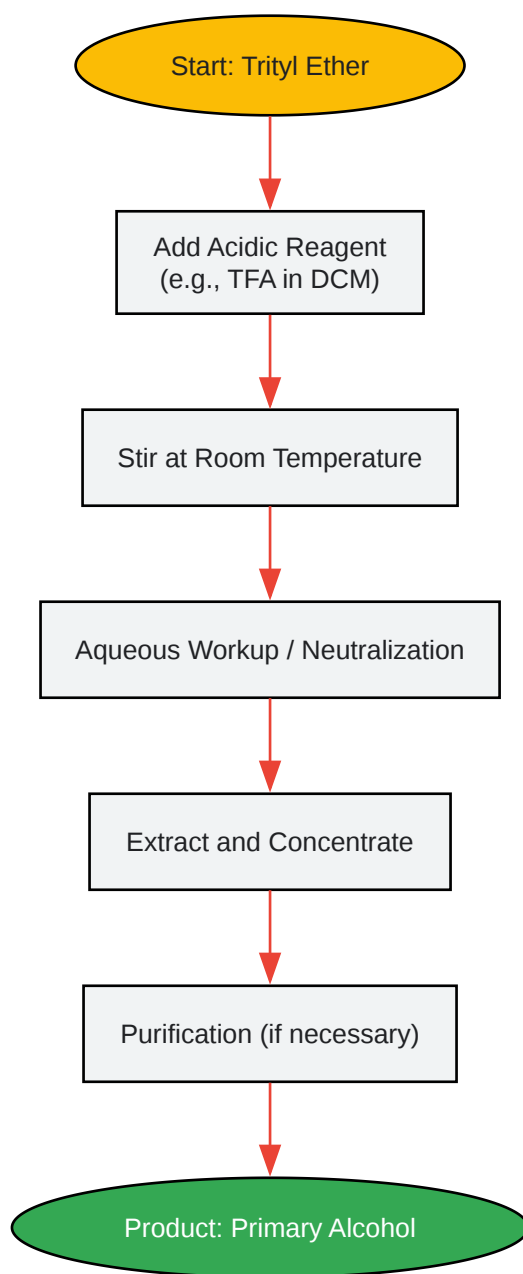 Start: Trityl Ether
Add Acidic Reagent
(e.g., TFA in DCM)
Stir at Room Temperature
Aqueous Workup / Neutralization
Extract and Concentrate
Purification (if necessary)
Product: Primary Alcohol